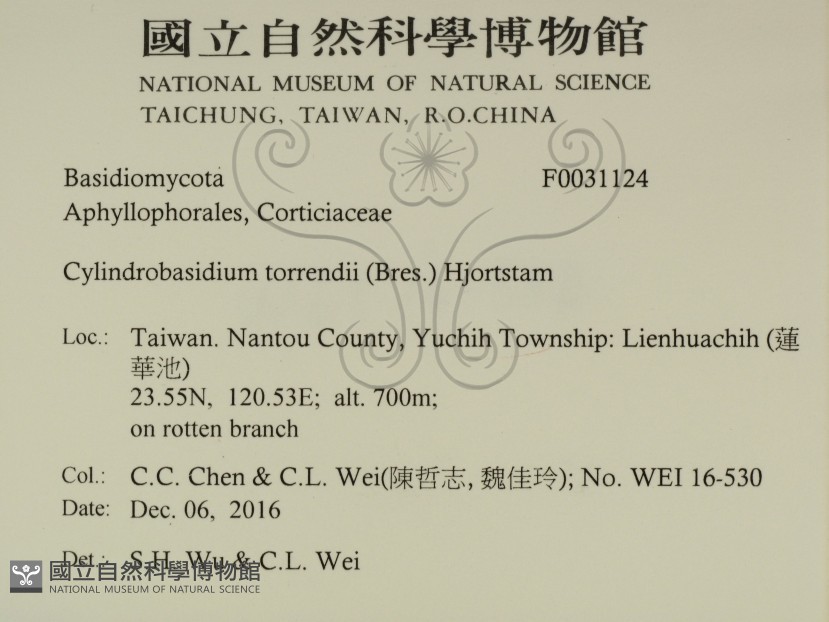 國立自然科學博物館
NATIONAL MUSEUM OF NATURAL SCIENCE
TAICHUNG, TAIWAN, R.O.CHINA
Basidiomycota F0031124
Aphyllophorales, Corticiaceae
Cylindrobasidium torrendii (Bres.) Hjortstam
Loc.: Taiwan. Nantou County, Yuchih Township: Lienhuachih (蓮
華池)
23.55N, 120.53E; alt. 700m;
on rotten branch
Col.: C.C. Chen & C.L. Wei(陳哲志, 魏佳玲); No. WEI 16-530
Date: Dec. 06, 2016
Det.: S.H. Wu & C.L. Wei
國立自然科學博物館
NATIONAL MUSEUM OF NATURAL SCIENCE